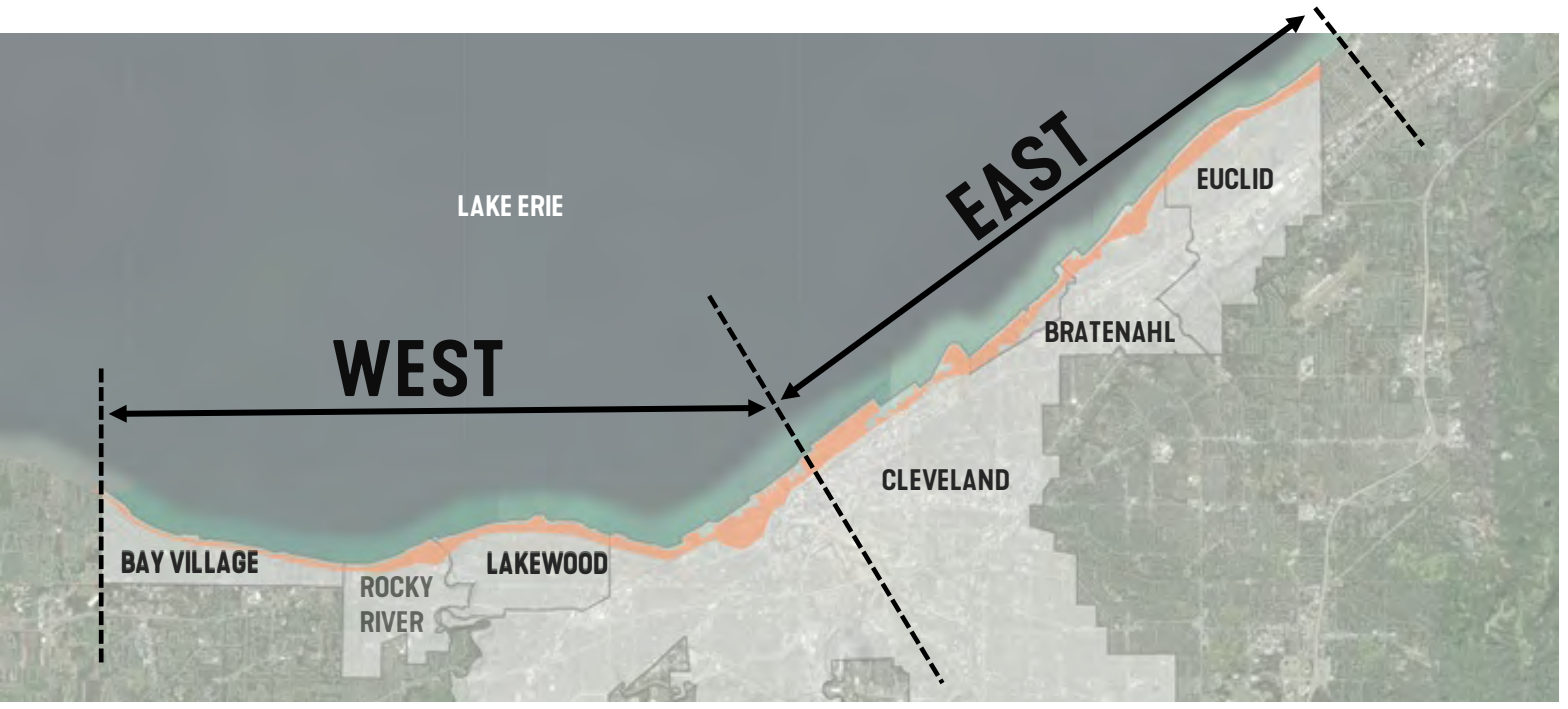 EAST
EUCLID
LAKE ERIE
BRATENAHL
WEST
CLEVELAND
BAY VILLAGE
LAKEWOOD
ROCKY
RIVER